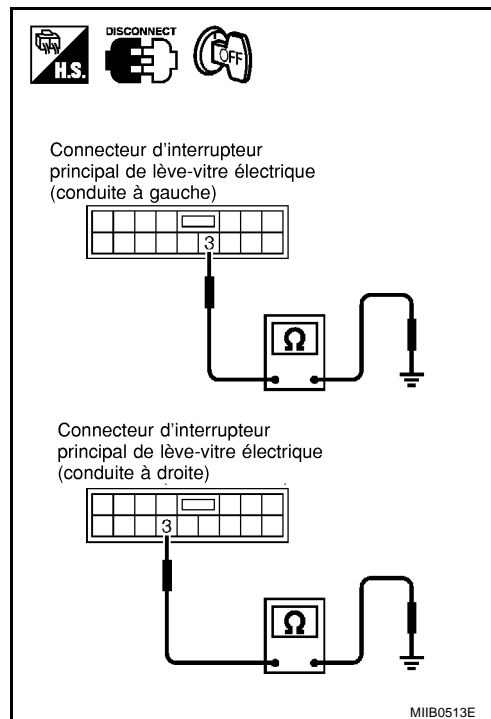 H.S.
DISCONNECT
OFF
Connecteur d'interrupteur
principal de lève-vitre électrique
(conduite à gauche)
3
Ω
Connecteur d'interrupteur
principal de lève-vitre électrique
(conduite à droite)
3
Ω
MIIB0513E